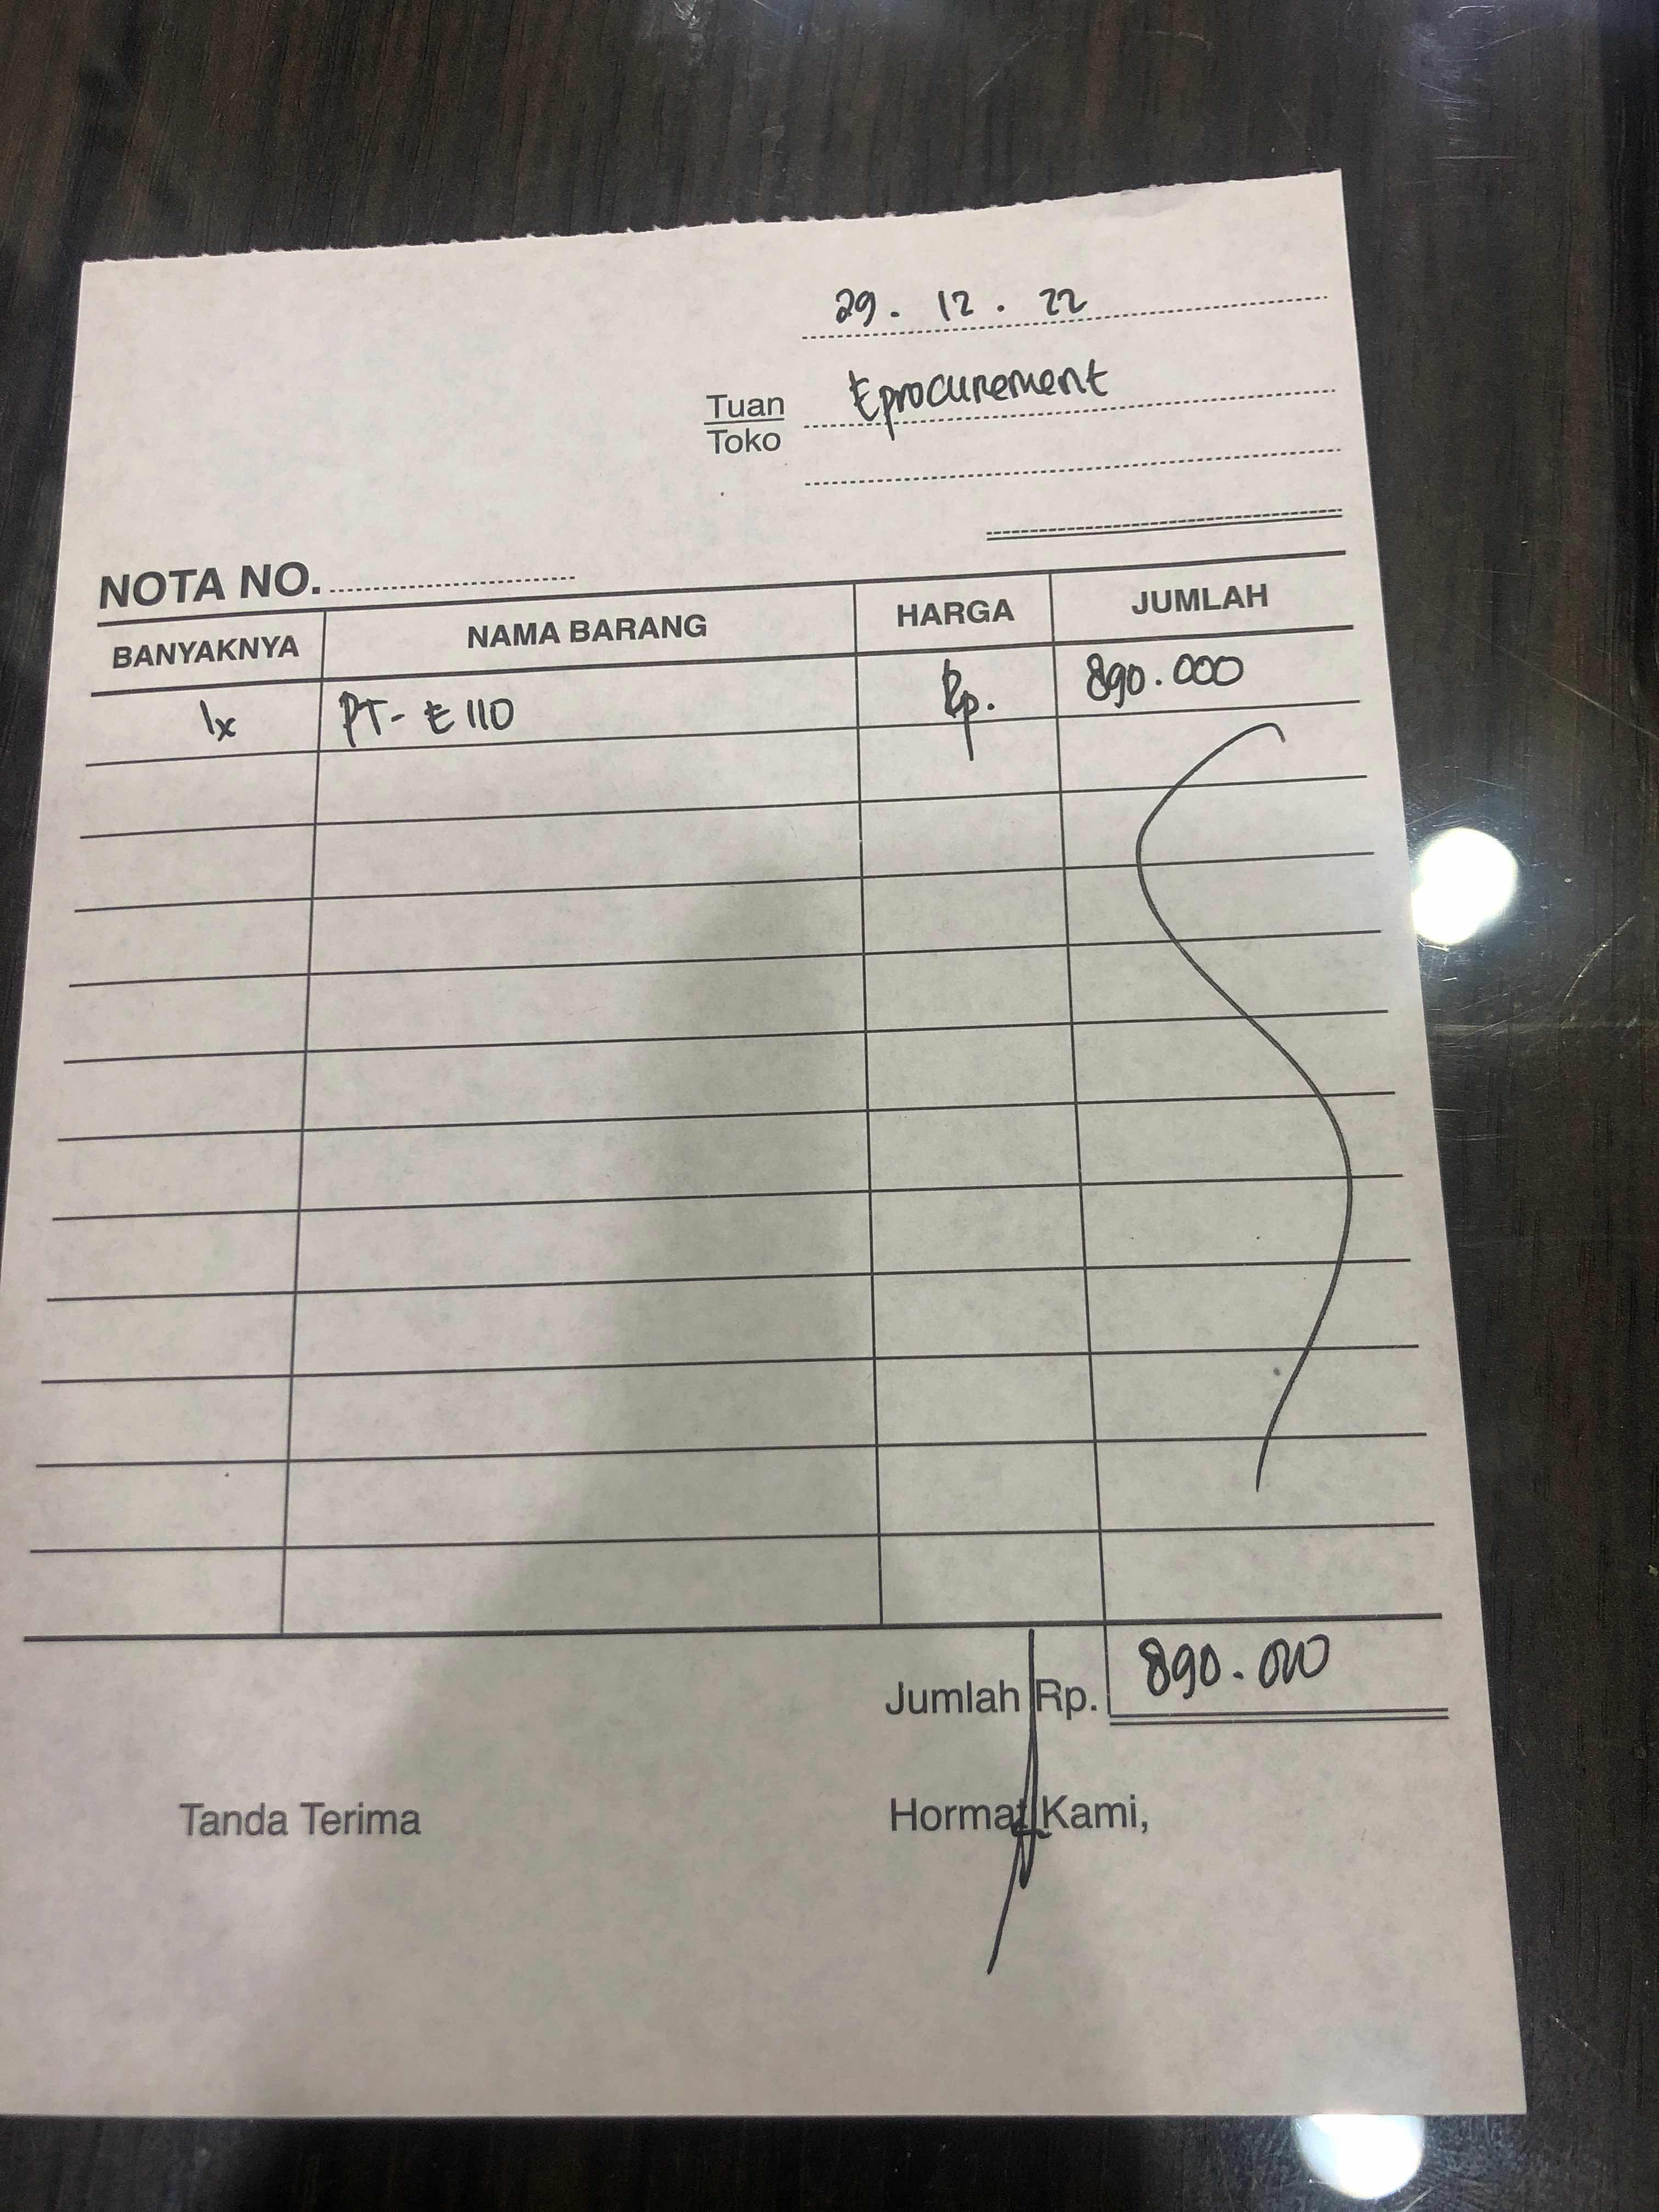 29. 12. 22
Tuan Eprocurement
Toko
NOTA NO.
BANYAKNYA NAMA BARANG HARGA JUMLAH
1x PT-E110 Rp. 890.000
Jumlah Rp. 890.000
Tanda Terima Hormat Kami,